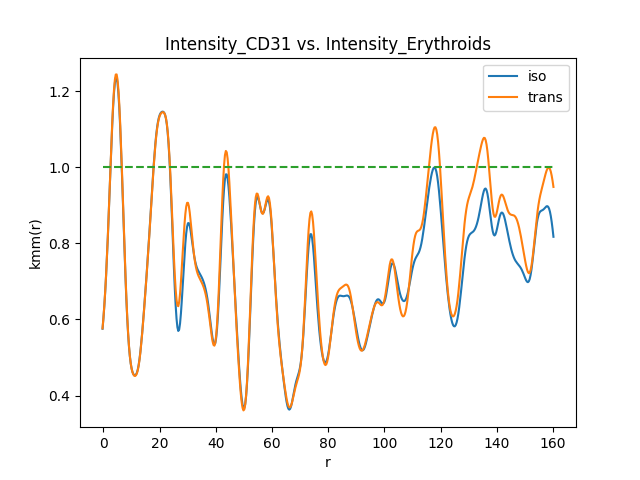 Intensity_CD31 vs. Intensity_Erythroids
iso
trans
kmm(r)
1.2
1.0
0.8
0.6
0.4
0 20 40 60 80 100 120 140 160
r